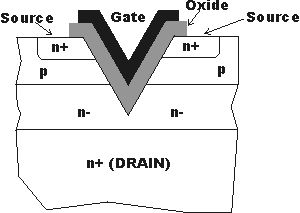 Oxide
Source Gate Source
n+ n+
p p
n- n-
n+ (DRAIN)